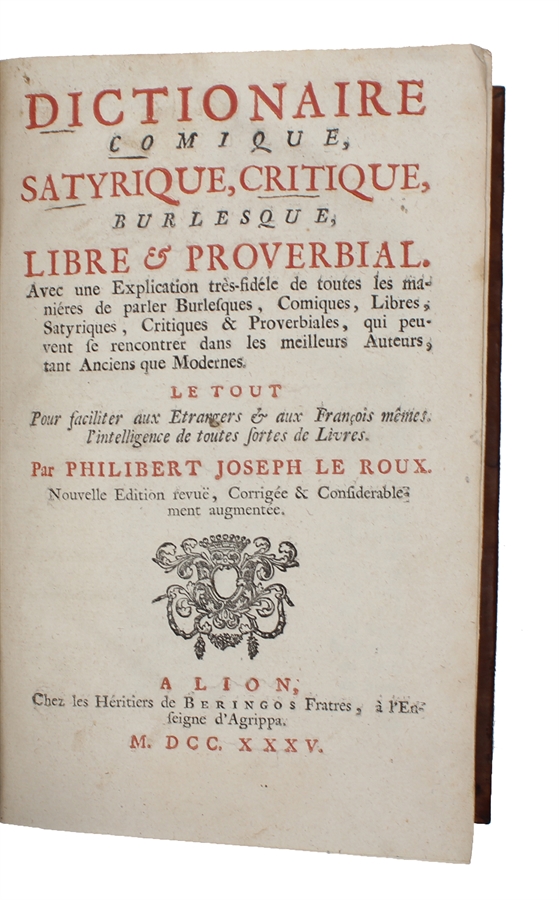 DICTIONAIRE
COMIQUE,
SATYRIQUE, CRITIQUE,
BURLESQUE,
LIBRE & PROVERBIAL.
Avec une Explication très-fidéle de toutes les ma-
niéres de parler Burlesques, Comiques, Libres,
Satyriques, Critiques & Proverbiales, qui peu-
vent se rencontrer dans les meilleurs Auteurs,
tant Anciens que Modernes.
LE TOUT
Pour faciliter aux Etrangers & aux François mêmes.
l'intelligence de toutes sortes de Livres.
Par PHILIBERT JOSEPH LE ROUX.
Nouvelle Edition revuë, Corrigée & Considerable-
ment augmentée.
A LION,
Chez les Héritiers de BERINGOS Fratres, à l'En-
seigne d'Agrippa.
M. DCC. XXXV.